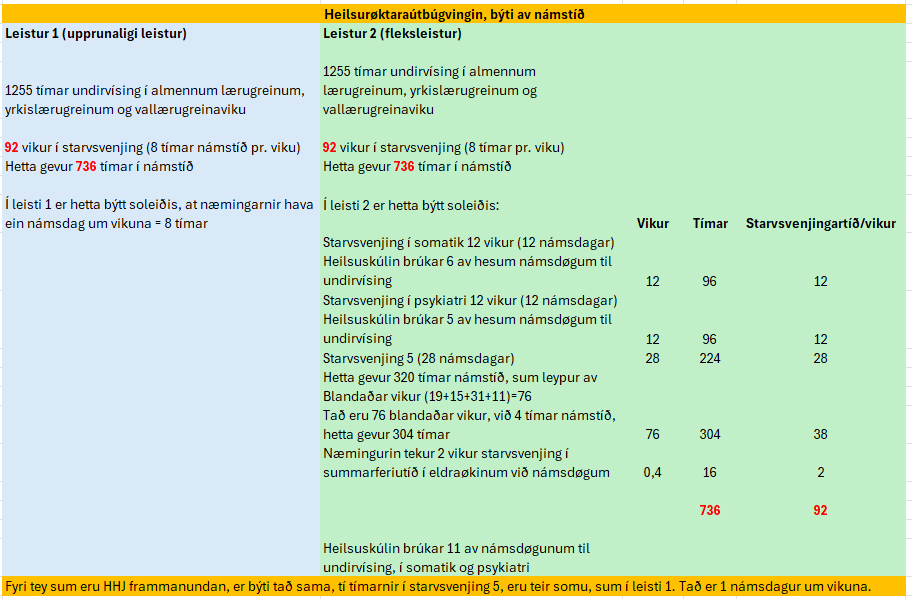 Heilsurøktaraútbúgvingin, býti av námstíð
Leistur 1 (upprunaligi leistur)
1255 tímar undirvísing í almennum lærugreinum,
yrkislærugreinum og vallærugreinaviku
92 vikur í starvsvenjing (8 tímar námstíð pr. viku)
Hetta gevur 736 tímar í námstíð
Í leisti 1 er hetta býtt soleiðis, at næmingarnir hava
ein námsdag um vikuna = 8 tímar
Leistur 2 (fleksleistur)
1255 tímar undirvísing í almennum
lærugreinum, yrkislærugreinum og
vallærugreinaviku
92 vikur í starvsvenjing (8 tímar pr. viku)
Hetta gevur 736 tímar í námstíð
Í leisti 2 er hetta býtt soleiðis:
Vikur Tímar Starvsvenjingartíð/vikur
Starvsvenjing í somatik 12 vikur (12 námsdagar)
Heilsuskúlin brúkar 6 av hesum námsdøgum til
undirvísing 12 96 12
Starvsvenjing í psykiatri 12 vikur (12 námsdagar)
Heilsuskúlin brúkar 5 av hesum námsdøgum til
undirvísing 12 96 12
Starvsvenjing 5 (28 námsdagar) 28 224 28
Hetta gevur 320 tímar námstíð, sum leypur av
Blandaðar vikur (19+15+31+11)=76
Tað eru 76 blandaðar vikur, við 4 tímar námstíð,
hetta gevur 304 tímar 76 304 38
Næmingurin tekur 2 vikur starvsvenjing í
summarferiutíð í eldraøkinum við námsdøgum 0,4 16 2
736 92
Heilsuskúlin brúkar 11 av námsdøgunum til
undirvísing, í somatik og psykiatri
Fyri tey sum eru HHJ frammanundan, er býti tað sama, tí tímarnir í starvsvenjing 5, eru teir somu, sum í leisti 1. Tað er 1 námsdagur um vikuna.